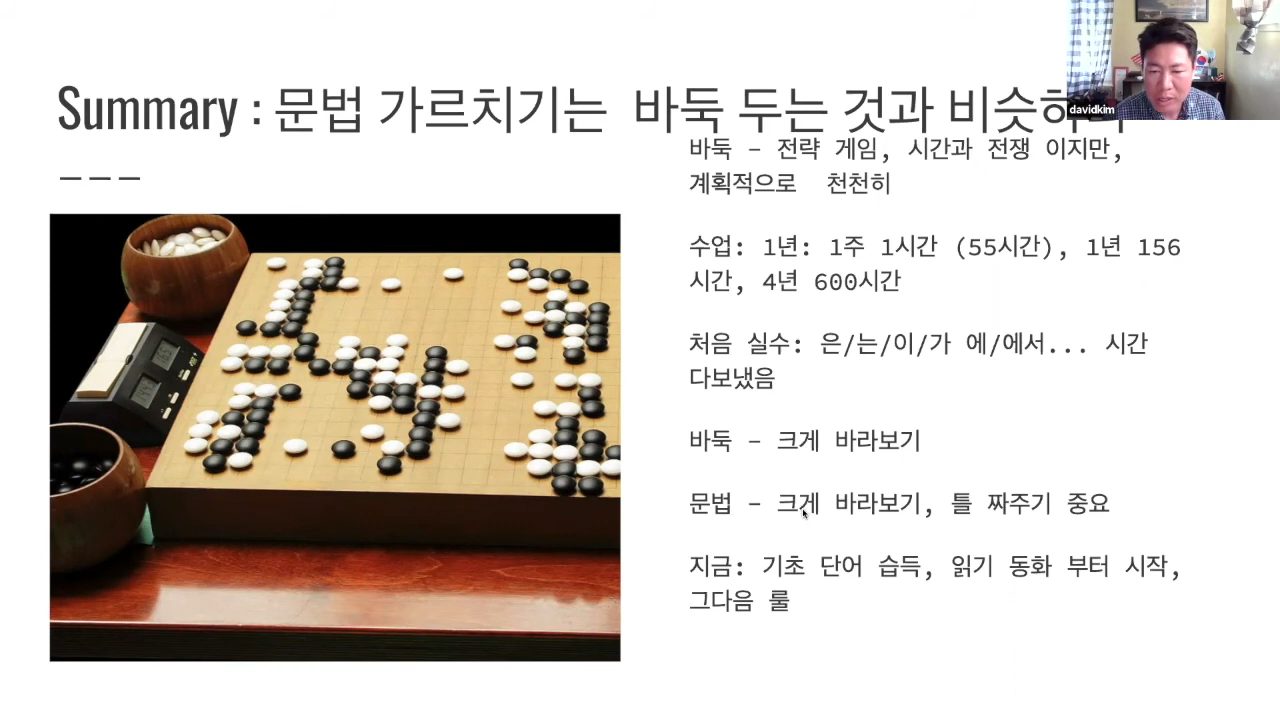 Summary : 문법 가르치기는 바둑 두는 것과
davidkim
바둑 – 전략 게임, 시간과 전쟁 이지만,
계획적으로 천천히
수업: 1년: 1주 1시간 (55시간), 1년 156
시간, 4년 600시간
처음 실수: 은/는/이/가 에/에서... 시간
다보냈음
바둑 – 크게 바라보기
문법 – 크게 바라보기, 틀 짜주기 중요
지금: 기초 단어 습득, 읽기 동화 부터 시작,
그다음 룰